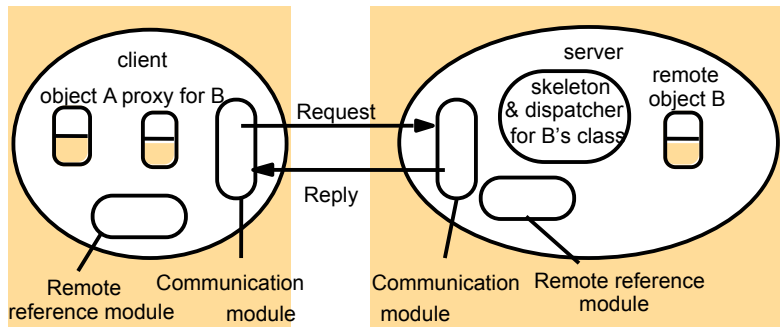 client
object A proxy for B
Request
Reply
server
skeleton
& dispatcher
for B's class
remote
object B
Remote
reference module
Communication
module
Communication
module
Remote reference
module